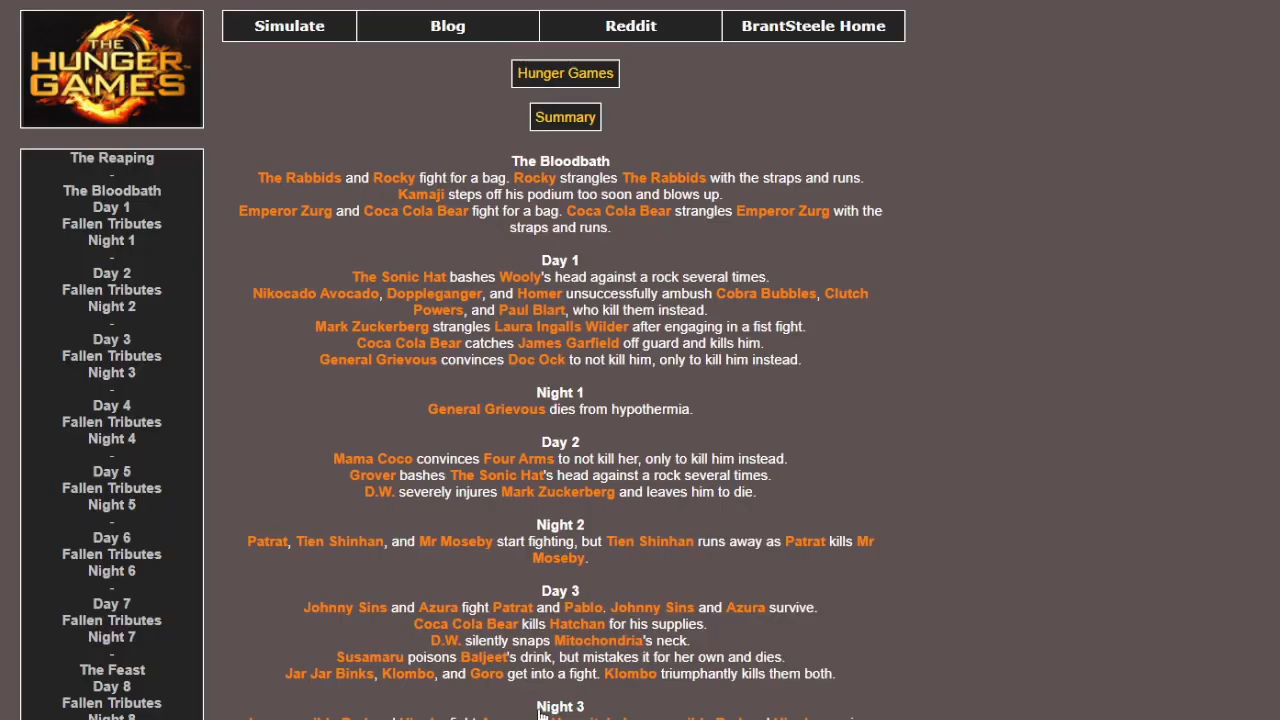 THE
HUNGER
GAMES
Simulate
Blog
Reddit
BrantSteele Home
Hunger Games
Summary
The Reaping
-
The Bloodbath
Day 1
Fallen Tributes
Night 1
-
Day 2
Fallen Tributes
Night 2
-
Day 3
Fallen Tributes
Night 3
-
Day 4
Fallen Tributes
Night 4
-
Day 5
Fallen Tributes
Night 5
-
Day 6
Fallen Tributes
Night 6
-
Day 7
Fallen Tributes
Night 7
-
The Feast
Day 8
Fallen Tributes
Night 8
The Bloodbath
The Rabbids and Rocky fight for a bag. Rocky strangles The Rabbids with the straps and runs.
Kamaji steps off his podium too soon and blows up.
Emperor Zurg and Coca Cola Bear fight for a bag. Coca Cola Bear strangles Emperor Zurg with the
straps and runs.
Day 1
The Sonic Hat bashes Wooly's head against a rock several times.
Nikocado Avocado, Doppleganger, and Homer unsuccessfully ambush Cobra Bubbles, Clutch
Powers, and Paul Blart, who kill them instead.
Mark Zuckerberg strangles Laura Ingalls Wilder after engaging in a fist fight.
Coca Cola Bear catches James Garfield off guard and kills him.
General Grievous convinces Doc Ock to not kill him, only to kill him instead.
Night 1
General Grievous dies from hypothermia.
Day 2
Mama Coco convinces Four Arms to not kill her, only to kill him instead.
Grover bashes The Sonic Hat's head against a rock several times.
D.W. severely injures Mark Zuckerberg and leaves him to die.
Night 2
Patrat, Tien Shinhan, and Mr Moseby start fighting, but Tien Shinhan runs away as Patrat kills Mr
Moseby.
Day 3
Johnny Sins and Azura fight Patrat and Pablo. Johnny Sins and Azura survive.
Coca Cola Bear kills Hatchan for his supplies.
D.W. silently snaps Mitochondria's neck.
Susamaru poisons Baljeet's drink, but mistakes it for her own and dies.
Jar Jar Binks, Klombo, and Goro get into a fight. Klombo triumphantly kills them both.
Night 3